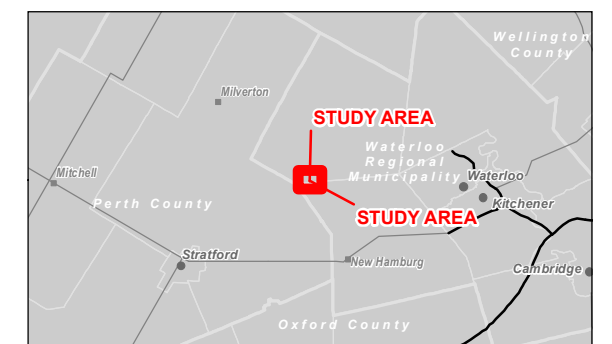 Wellington
County
Milverton
STUDY AREA
Waterloo
Regional
Municipality
Waterloo
Mitchell
Perth County
Kitchener
STUDY AREA
Stratford
New Hamburg
Cambridge
Oxford County